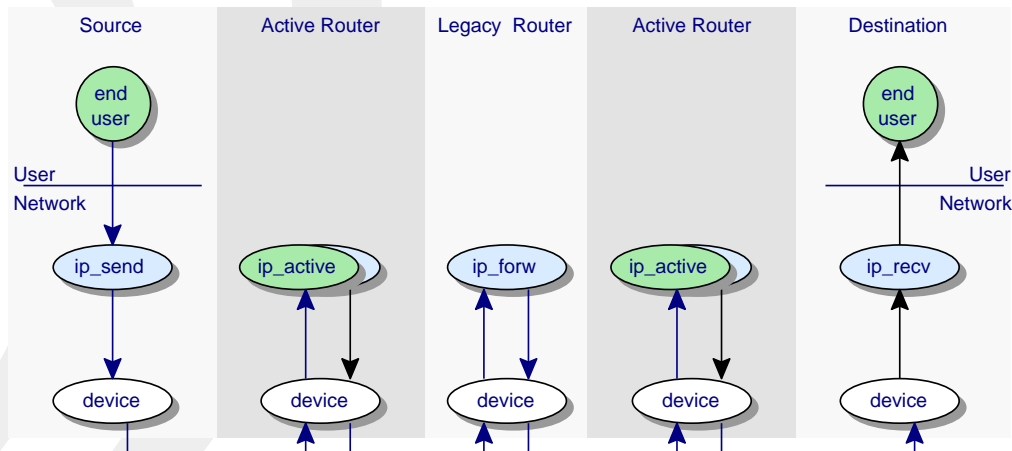 Source
Active Router
Legacy Router
Active Router
Destination
end
user
end
user
User
Network
User
Network
ip_send
ip_active
ip_forw
ip_active
ip_recv
device
device
device
device
device